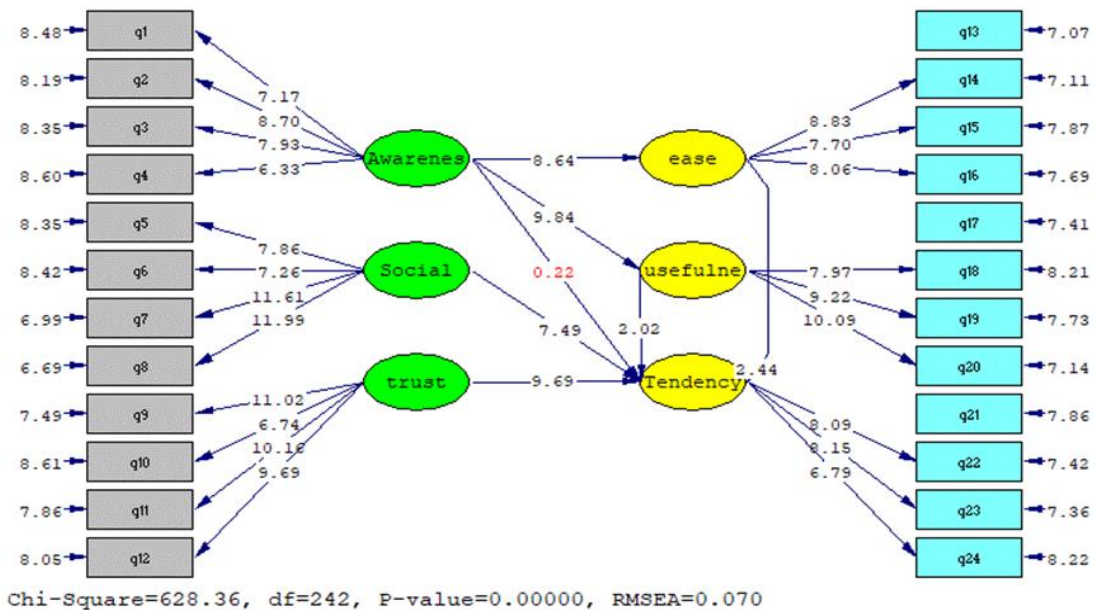 8.48
q1
8.19
q2
8.35
q3
8.60
q4
8.35
q5
8.42
q6
6.99
q7
6.69
q8
7.49
q9
8.61
q10
7.86
q11
8.05
q12
7.17
8.70
7.93
6.33
7.86
7.26
11.61
11.99
11.02
6.74
10.16
9.69
Awarenes
Social
trust
8.64
9.84
0.22
7.49
2.02
9.69
ease
usefulne
Tendency
2.44
8.83
7.70
8.06
7.97
9.22
10.09
8.09
8.15
6.79
q13
7.07
q14
7.11
q15
7.87
q16
7.69
q17
7.41
q18
8.21
q19
7.73
q20
7.14
q21
7.86
q22
7.42
q23
7.36
q24
8.22
Chi-Square=628.36, df=242, P-value=0.00000, RMSEA=0.070